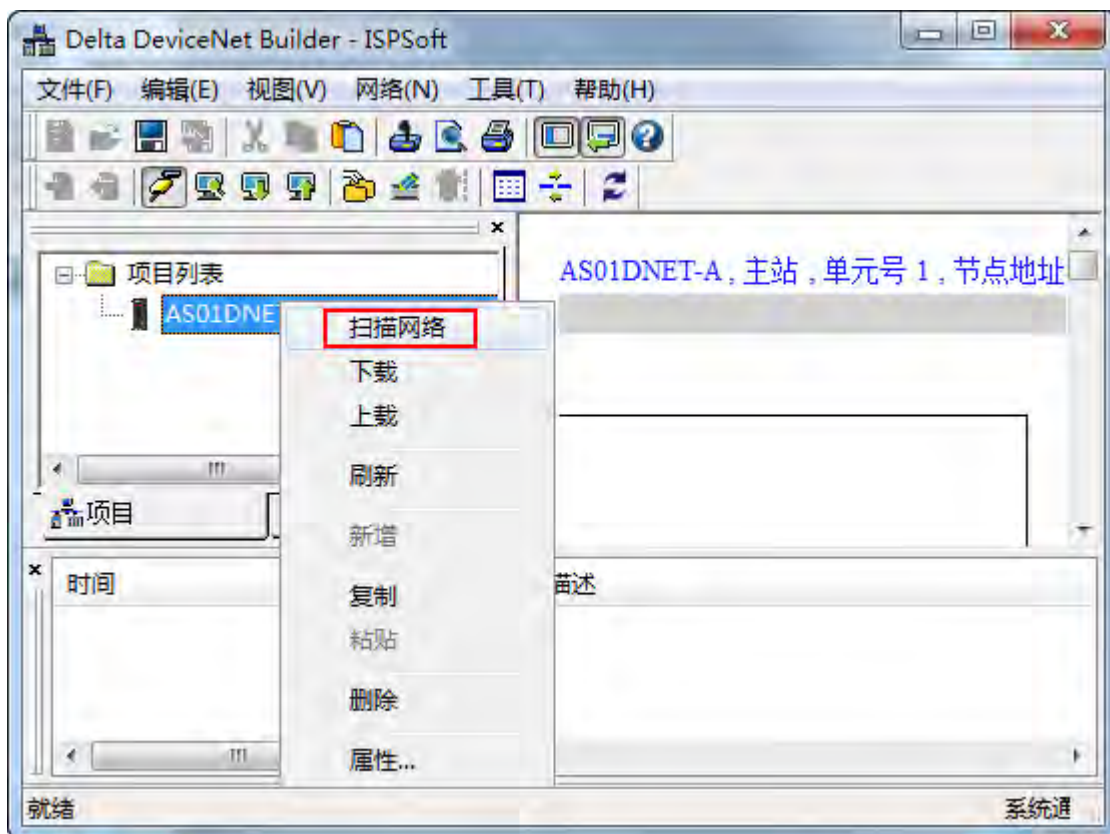 Delta DeviceNet Builder - ISPSoft
文件(F) 编辑(E) 视图(V) 网络(N) 工具(T) 帮助(H)
项目列表
AS01DNE
AS01DNET-A , 主站 , 单元号 1 , 节点地址
扫描网络
下载
上载
刷新
新增
复制
粘贴
删除
属性...
项目
时间
描述
就绪
系统通